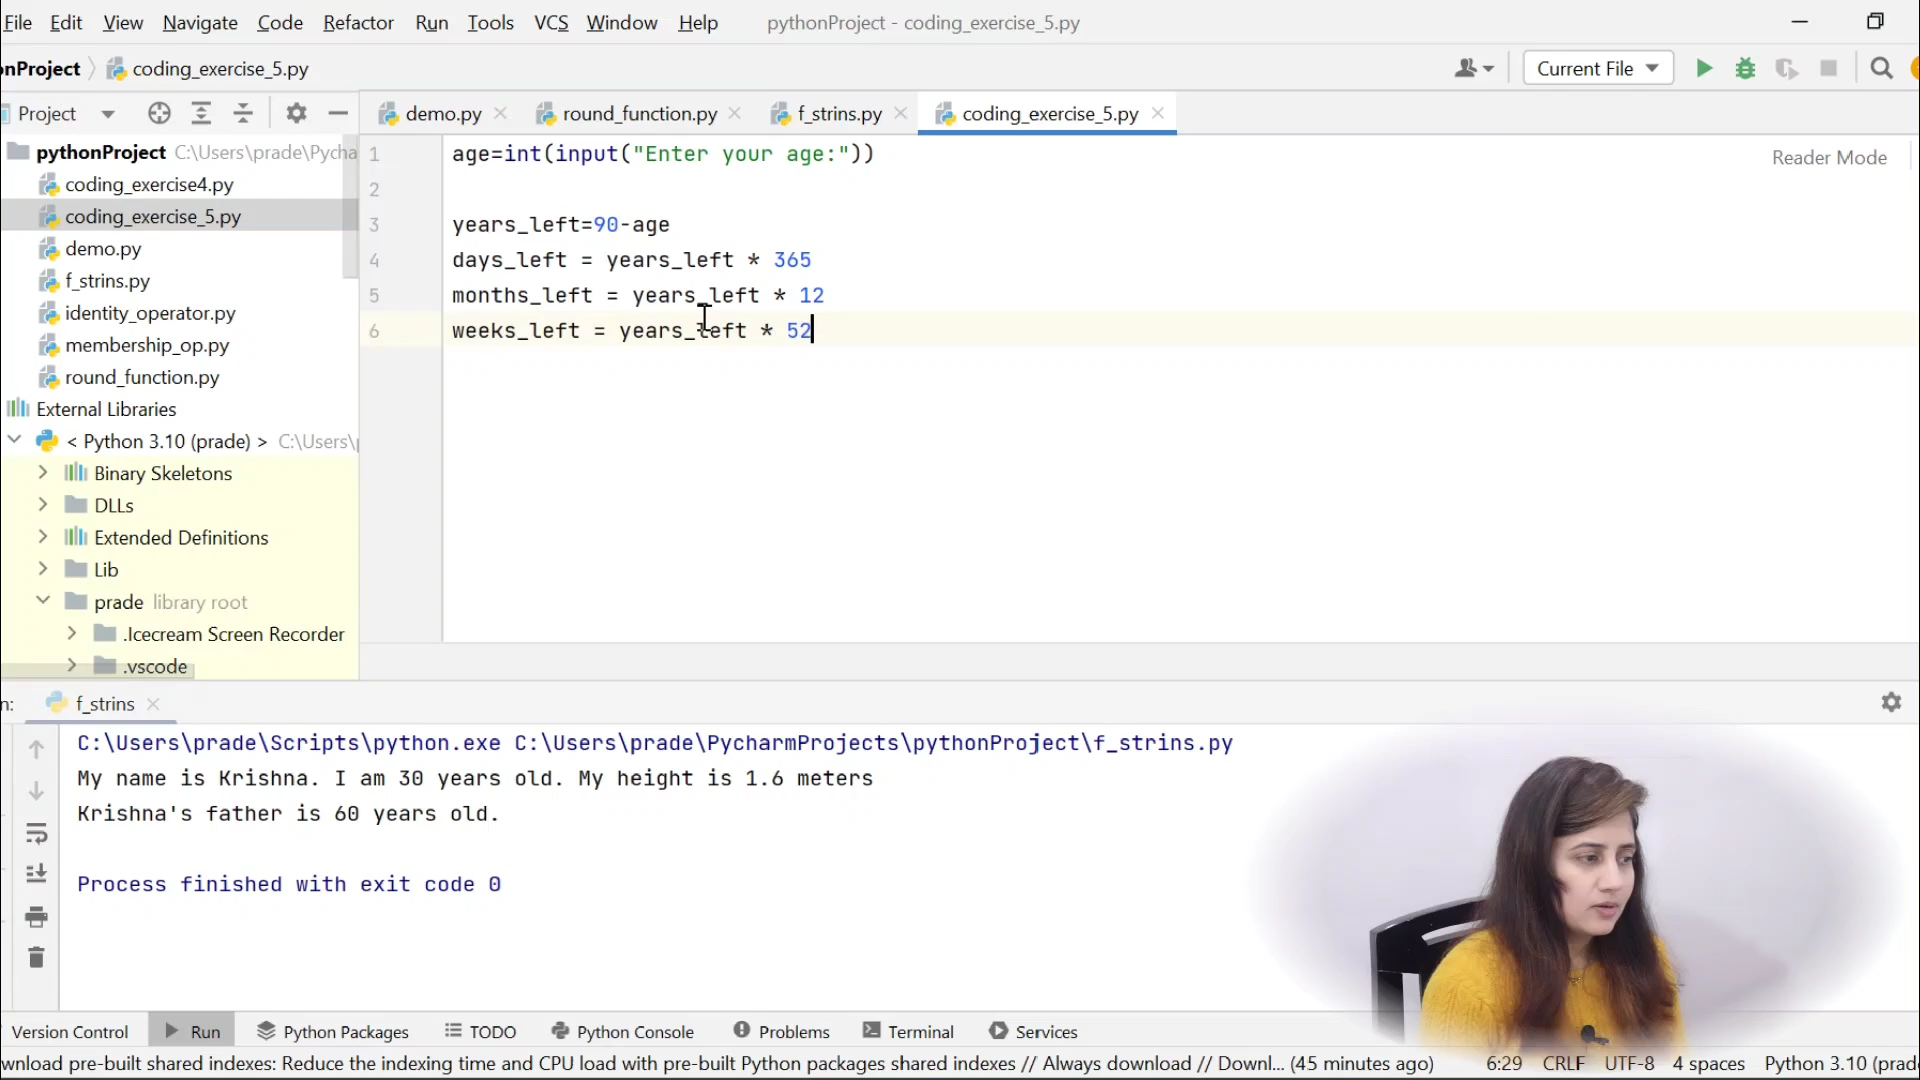 File Edit View Navigate Code Refactor Run Tools VCS Window Help pythonProject - coding_exercise_5.py
onProject coding_exercise_5.py Current File
Project demo.py round_function.py f_strins.py coding_exercise_5.py
pythonProject C:\Users\prade\Pycha
coding_exercise4.py
coding_exercise_5.py
demo.py
f_strins.py
identity_operator.py
membership_op.py
round_function.py
External Libraries
< Python 3.10 (prade) > C:\Users\
Binary Skeletons
DLLs
Extended Definitions
Lib
prade library root
.Icecream Screen Recorder
.vscode
Reader Mode
1 age=int(input("Enter your age:"))
2
3 years_left=90-age
4 days_left = years_left * 365
5 months_left = years_left * 12
6 weeks_left = years_left * 52
n: f_strins
C:\Users\prade\Scripts\python.exe C:\Users\prade\PycharmProjects\pythonProject\f_strins.py
My name is Krishna. I am 30 years old. My height is 1.6 meters
Krishna's father is 60 years old.
Process finished with exit code 0
Version Control Run Python Packages TODO Python Console Problems Terminal Services
wnload pre-built shared indexes: Reduce the indexing time and CPU load with pre-built Python packages shared indexes // Always download // Downl... (45 minutes ago) 6:29 CRLF UTF-8 4 spaces Python 3.10 (prad